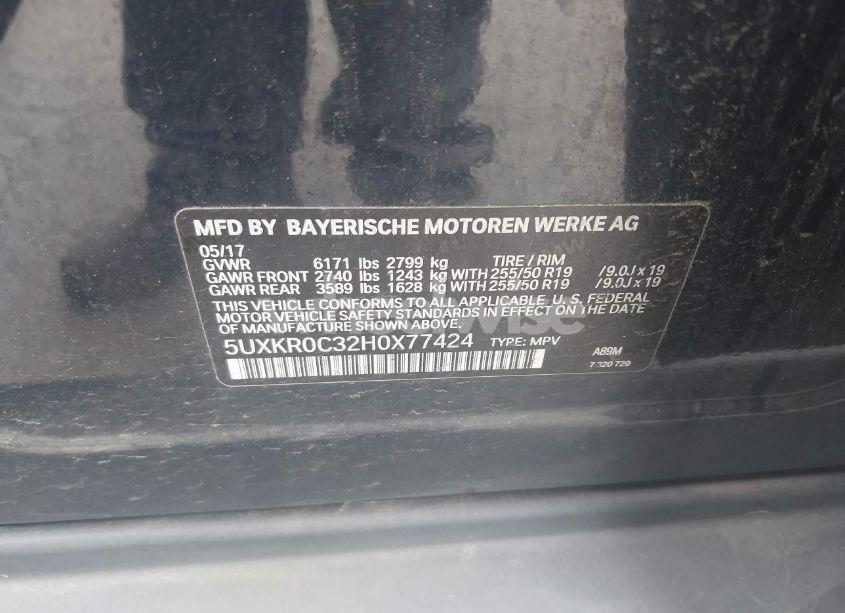 MFD BY BAYERISCHE MOTOREN WERKE AG
05/17
GVWR 6171 lbs 2799 kg TIRE / RIM
GAWR FRONT 2740 lbs 1243 kg WITH 255/50 R19 /9.0J x 19
GAWR REAR 3589 lbs 1628 kg WITH 255/50 R19 /9.0J x 19
THIS VEHICLE CONFORMS TO ALL APPLICABLE, U. S. FEDERAL
MOTOR VEHICLE SAFETY STANDARDS IN EFFECT ON THE DATE
OF MANUFACTURE SHOWN ABOVE.
5UXKR0C32H0X77424 TYPE: MPV A89M
7 320 729